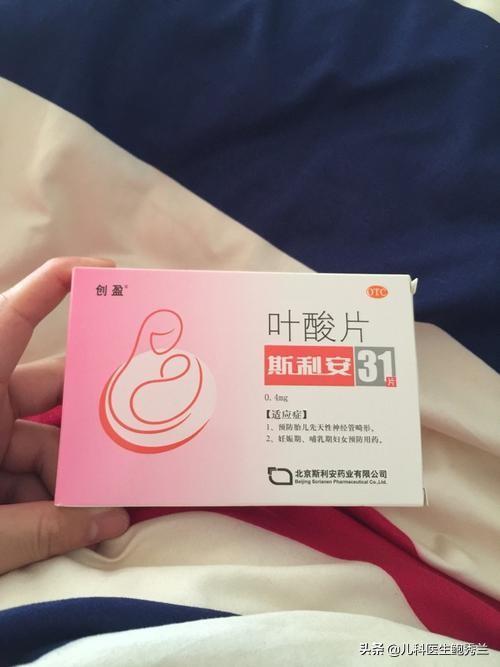 创盈®
OTC
叶酸片
斯利安31片
0.4mg
【适应症】
1、预防胎儿先天性神经管畸形。
2、妊娠期、哺乳期妇女预防用药。
北京斯利安药业有限公司
Beijing Scrianen Pharmaceutical Co.,Ltd.
头条 @儿科医生鲍秀兰